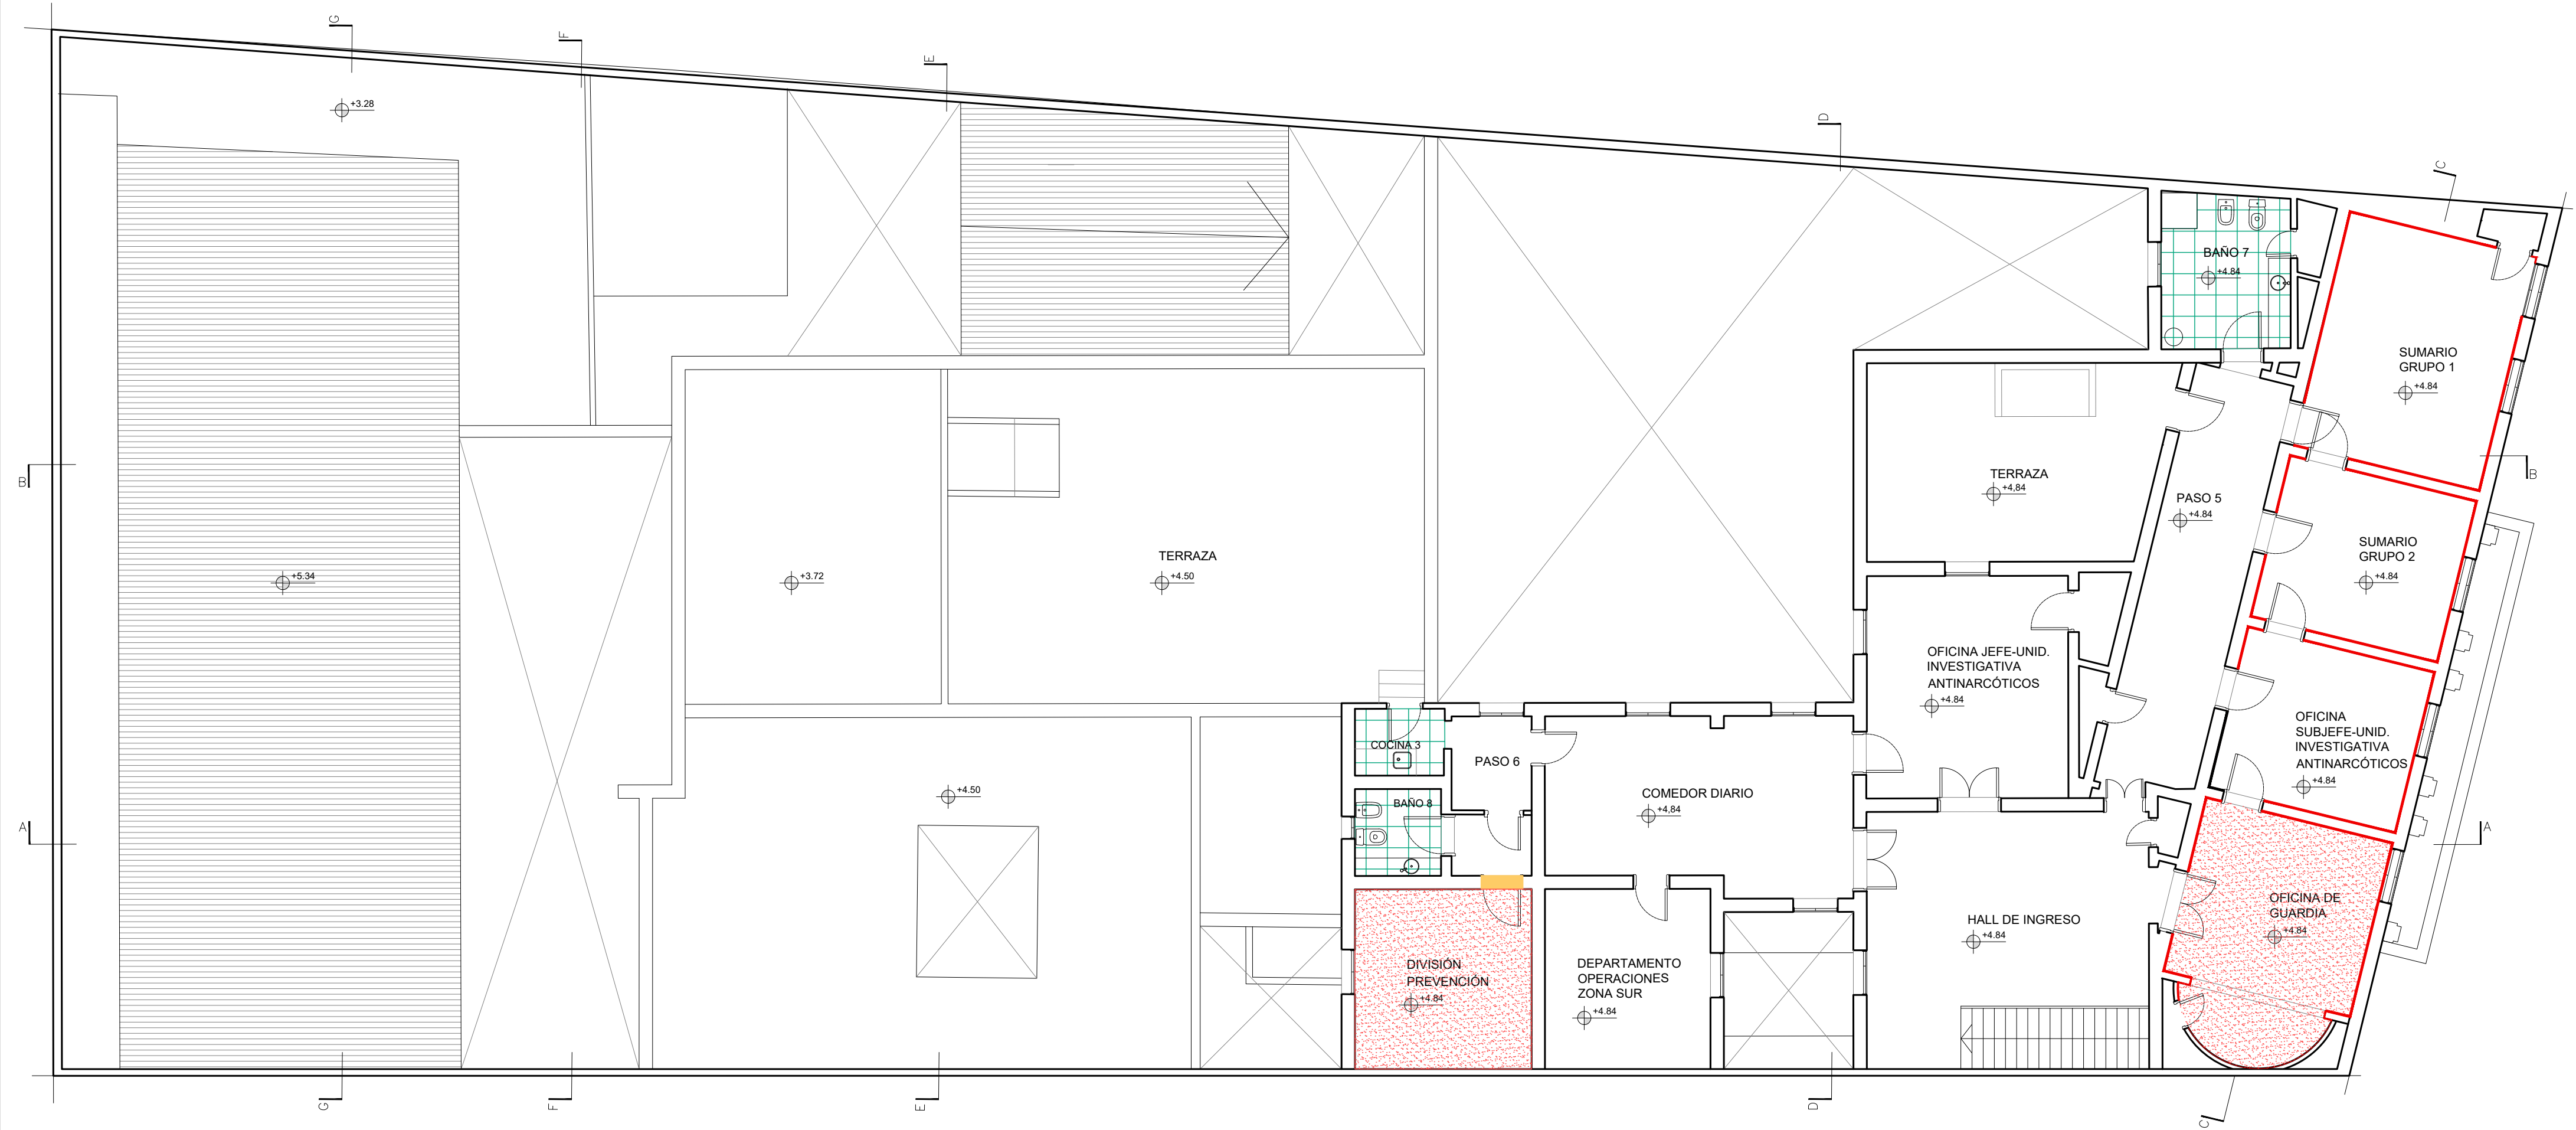 G
F
E
D
C
+3.28
BAÑO 7
+4.84
SUMARIO
GRUPO 1
+4.84
B
B
TERRAZA
+4,84
PASO 5
+4.84
SUMARIO
GRUPO 2
+4.84
TERRAZA
+5.34
+3.72
+4.50
OFICINA JEFE-UNID.
INVESTIGATIVA
ANTINARCÓTICOS
+4.84
OFICINA
SUBJEFE-UNID.
INVESTIGATIVA
ANTINARCÓTICOS
+4.84
COCINA 3
PASO 6
+4.50
BAÑO 8
COMEDOR DIARIO
+4,84
A
A
OFICINA DE
GUARDIA
+4.84
HALL DE INGRESO
+4.84
DIVISIÓN
PREVENCIÓN
+4.84
DEPARTAMENTO
OPERACIONES
ZONA SUR
+4.84
G
F
E
D
C